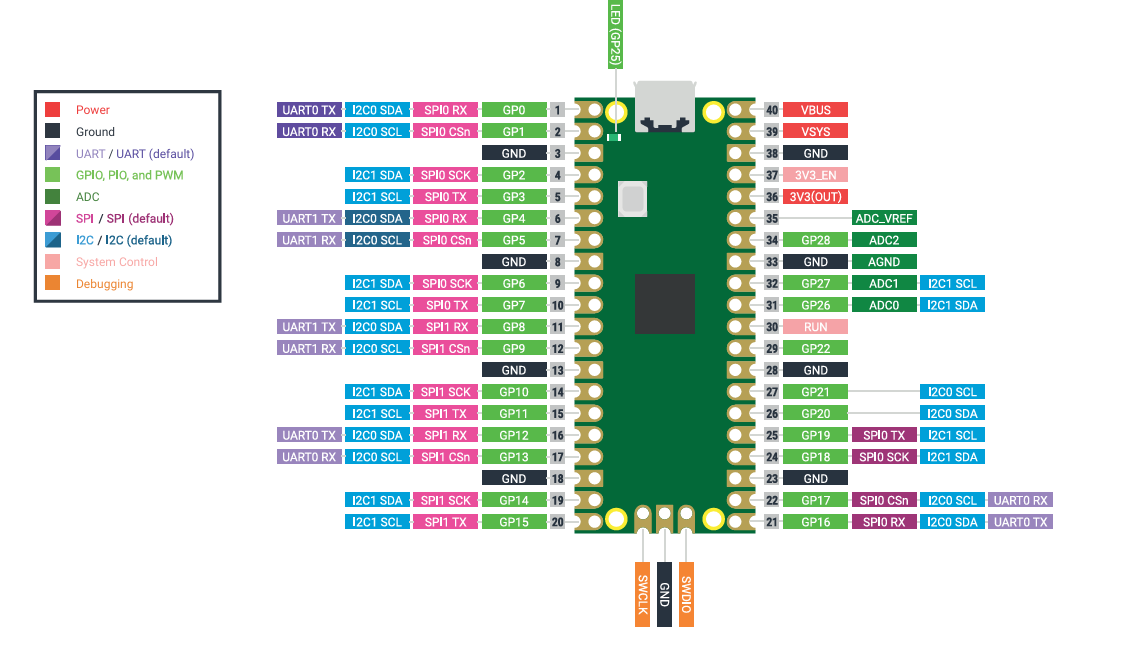 LED (GP25)
Power
Ground
UART / UART (default)
GPIO, PIO, and PWM
ADC
SPI / SPI (default)
I2C / I2C (default)
System Control
Debugging
UART0 TX I2C0 SDA SPI0 RX GP0 1 40 VBUS
UART0 RX I2C0 SCL SPI0 CSn GP1 2 39 VSYS
GND 3 38 GND
I2C1 SDA SPI0 SCK GP2 4 37 3V3_EN
I2C1 SCL SPI0 TX GP3 5 36 3V3(OUT)
UART1 TX I2C0 SDA SPI0 RX GP4 6 35 ADC_VREF
UART1 RX I2C0 SCL SPI0 CSn GP5 7 34 GP28 ADC2
GND 8 33 GND AGND
I2C1 SDA SPI0 SCK GP6 9 32 GP27 ADC1 I2C1 SCL
I2C1 SCL SPI0 TX GP7 10 31 GP26 ADC0 I2C1 SDA
UART1 TX I2C0 SDA SPI1 RX GP8 11 30 RUN
UART1 RX I2C0 SCL SPI1 CSn GP9 12 29 GP22
GND 13 28 GND
I2C1 SDA SPI1 SCK GP10 14 27 GP21 I2C0 SCL
I2C1 SCL SPI1 TX GP11 15 26 GP20 I2C0 SDA
UART0 TX I2C0 SDA SPI1 RX GP12 16 25 GP19 SPI0 TX I2C1 SCL
UART0 RX I2C0 SCL SPI1 CSn GP13 17 24 GP18 SPI0 SCK I2C1 SDA
GND 18 23 GND
I2C1 SDA SPI1 SCK GP14 19 22 GP17 SPI0 CSn I2C0 SCL UART0 RX
I2C1 SCL SPI1 TX GP15 20 21 GP16 SPI0 RX I2C0 SDA UART0 TX
SWCLK
GND
SWDIO